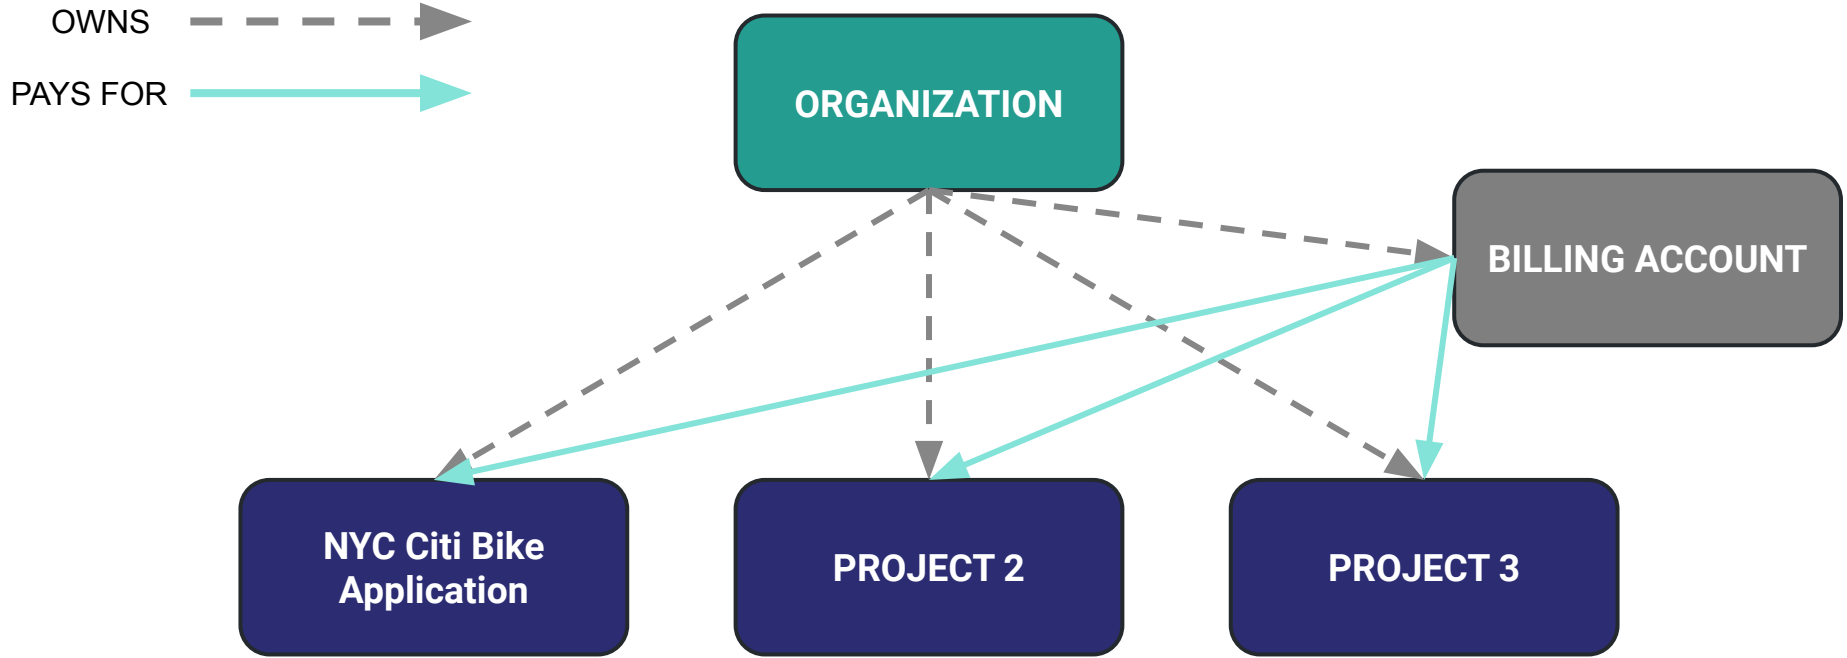 OWNS
PAYS FOR
ORGANIZATION
BILLING ACCOUNT
NYC Citi Bike
Application
PROJECT 2
PROJECT 3